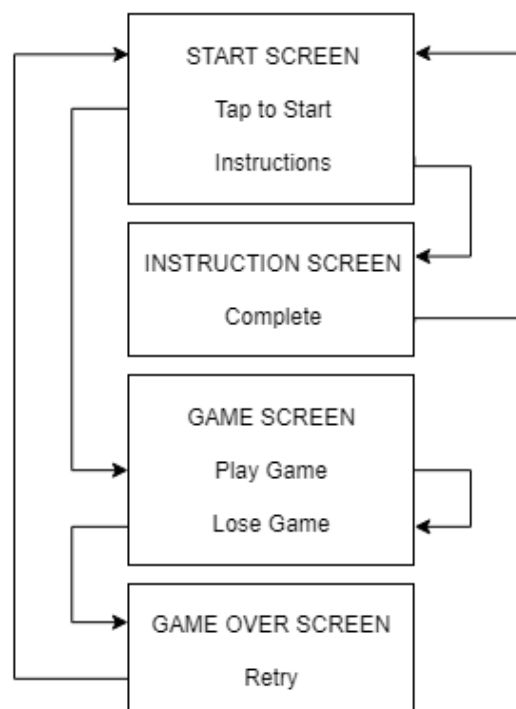 START SCREEN
Tap to Start
Instructions
INSTRUCTION SCREEN
Complete
GAME SCREEN
Play Game
Lose Game
GAME OVER SCREEN
Retry